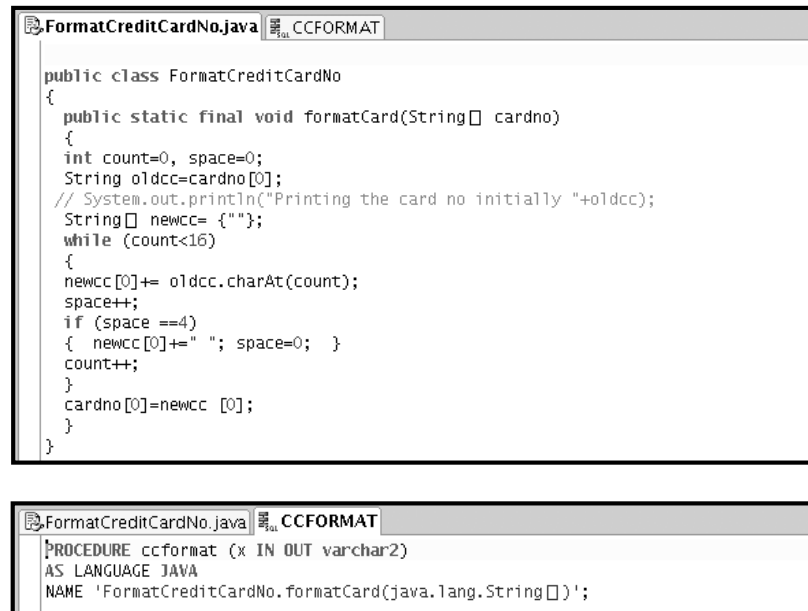 FormatCreditCardNo.java SQL CCFORMAT
public class FormatCreditCardNo
{
public static final void formatCard(String[] cardno)
{
int count=0, space=0;
String oldcc=cardno[0];
// System.out.println("Printing the card no initially "+oldcc);
String[] newcc= {""};
while (count<16)
{
newcc[0]+= oldcc.charAt(count);
space++;
if (space ==4)
{ newcc[0]+=" "; space=0; }
count++;
}
cardno[0]=newcc [0];
}
}
FormatCreditCardNo.java SQL CCFORMAT
PROCEDURE ccformat (x IN OUT varchar2)
AS LANGUAGE JAVA
NAME 'FormatCreditCardNo.formatCard(java.lang.String[])';